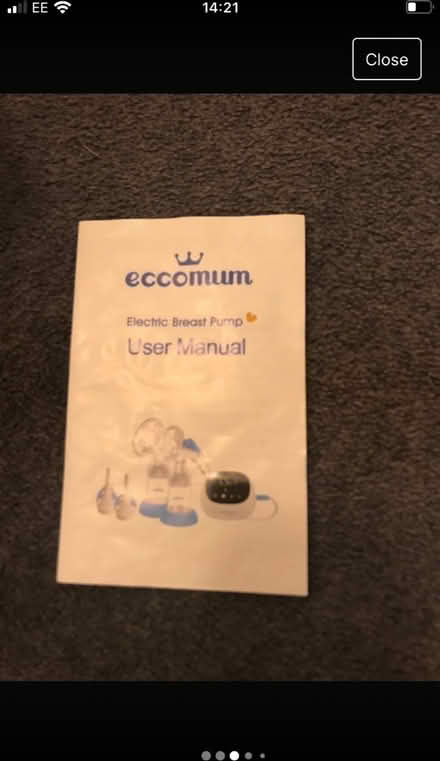 EE
14:21
Close
eccomum
Electric Breast Pump
User Manual